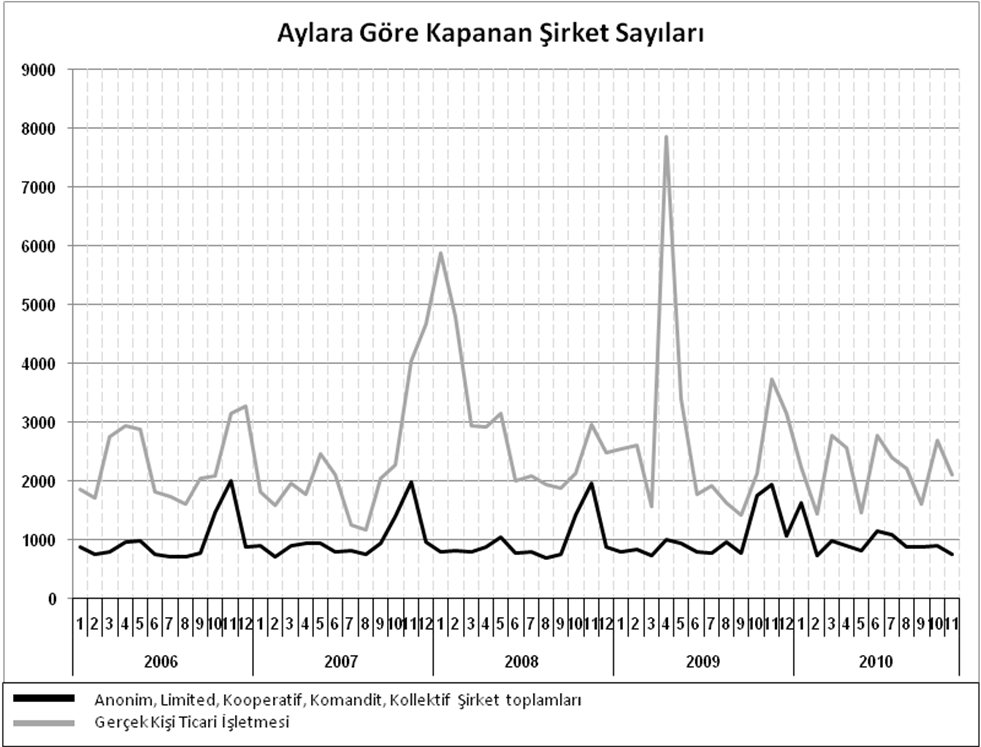 Aylara Göre Kapanan Şirket Sayıları
9000
8000
7000
6000
5000
4000
3000
2000
1000
0
1 2 3 4 5 6 7 8 9 10 11 12 1 2 3 4 5 6 7 8 9 10 11 12 1 2 3 4 5 6 7 8 9 10 11 12 1 2 3 4 5 6 7 8 9 10 11 12 1 2 3 4 5 6 7 8 9 10 11
2006 2007 2008 2009 2010
Anonim, Limited, Kooperatif, Komandit, Kollektif Şirket toplamları
Gerçek Kişi Ticari İşletmesi